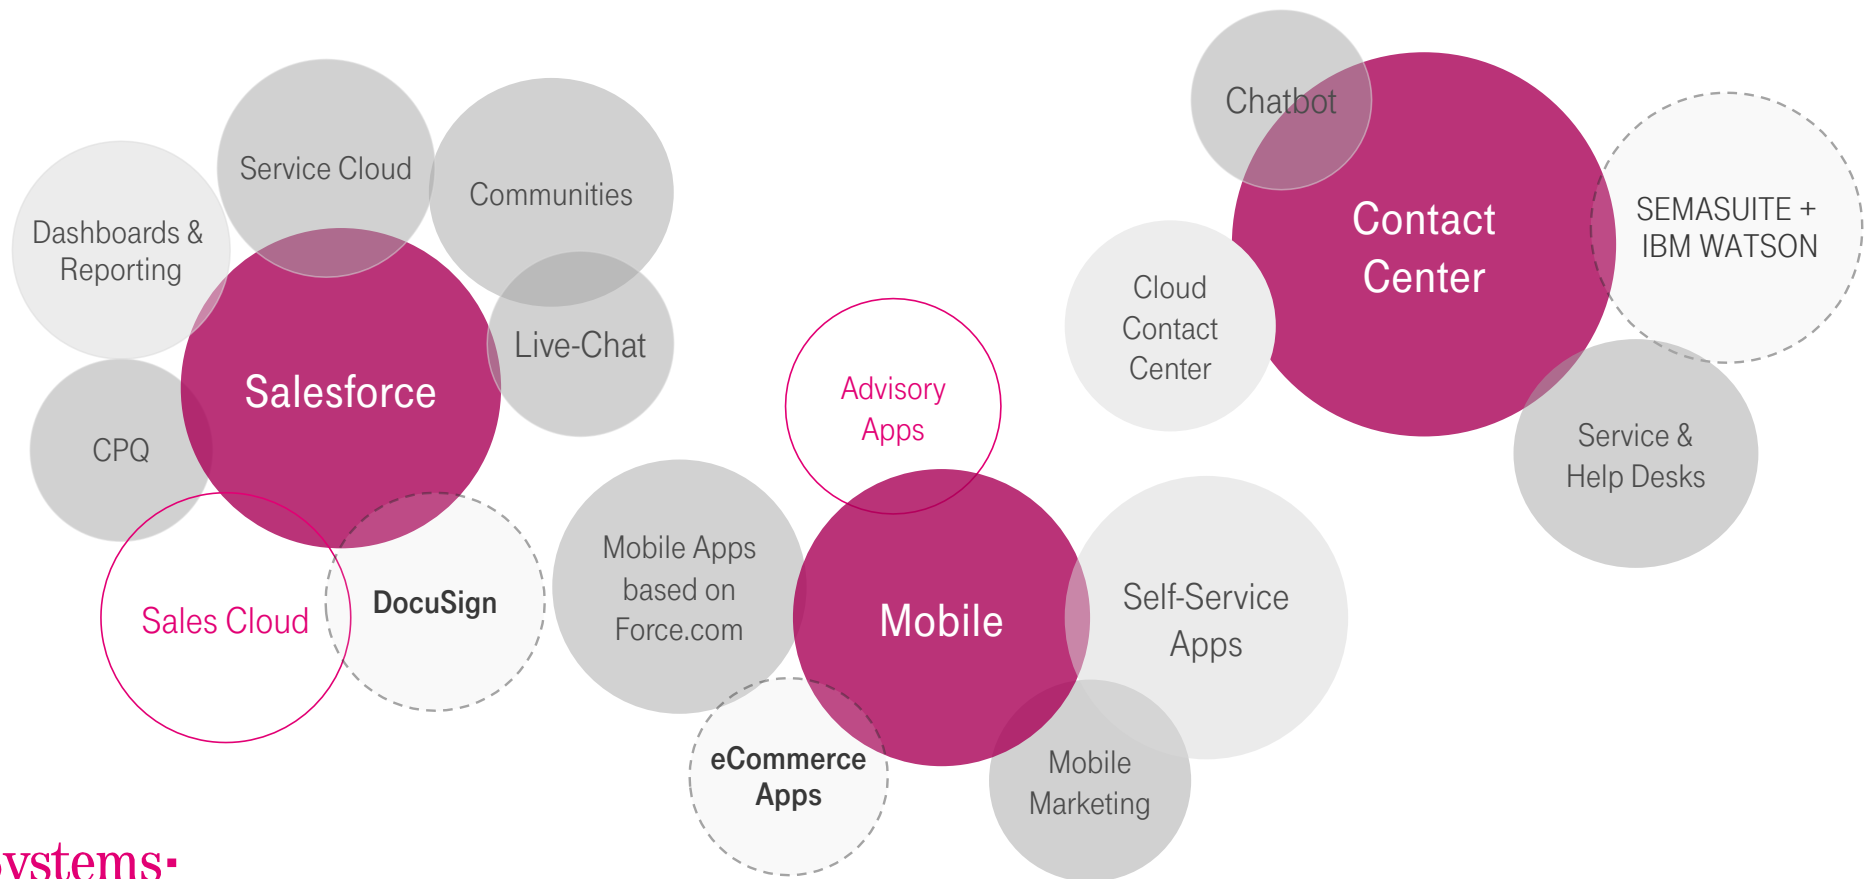 Service Cloud
Communities
Dashboards &
Reporting
Live-Chat
Salesforce
CPQ
Sales Cloud
DocuSign
Advisory
Apps
Mobile Apps
based on
Force.com
Mobile
Self-Service
Apps
eCommerce
Apps
Mobile
Marketing
Chatbot
Contact
Center
SEMASUITE +
IBM WATSON
Cloud
Contact
Center
Service &
Help Desks
ystems